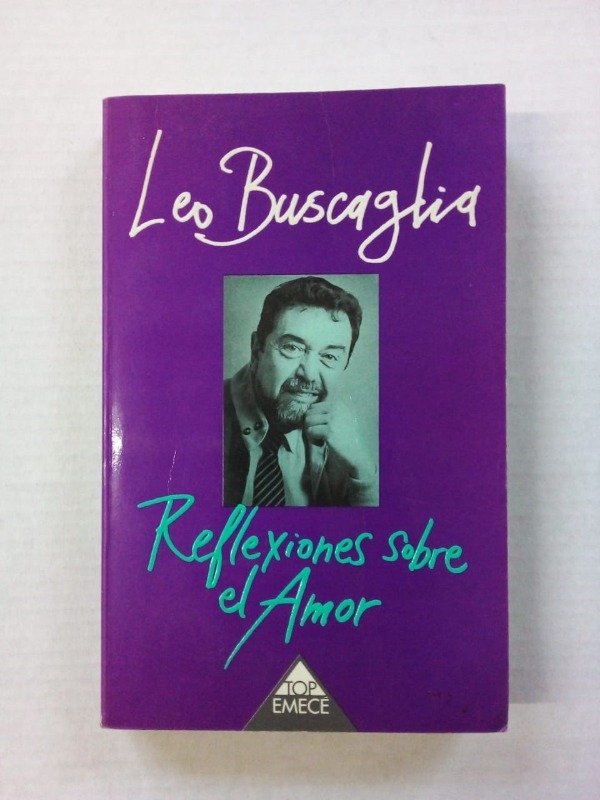 Leo Buscaglia
Reflexiones sobre
el Amor
TOP
EMECÉ